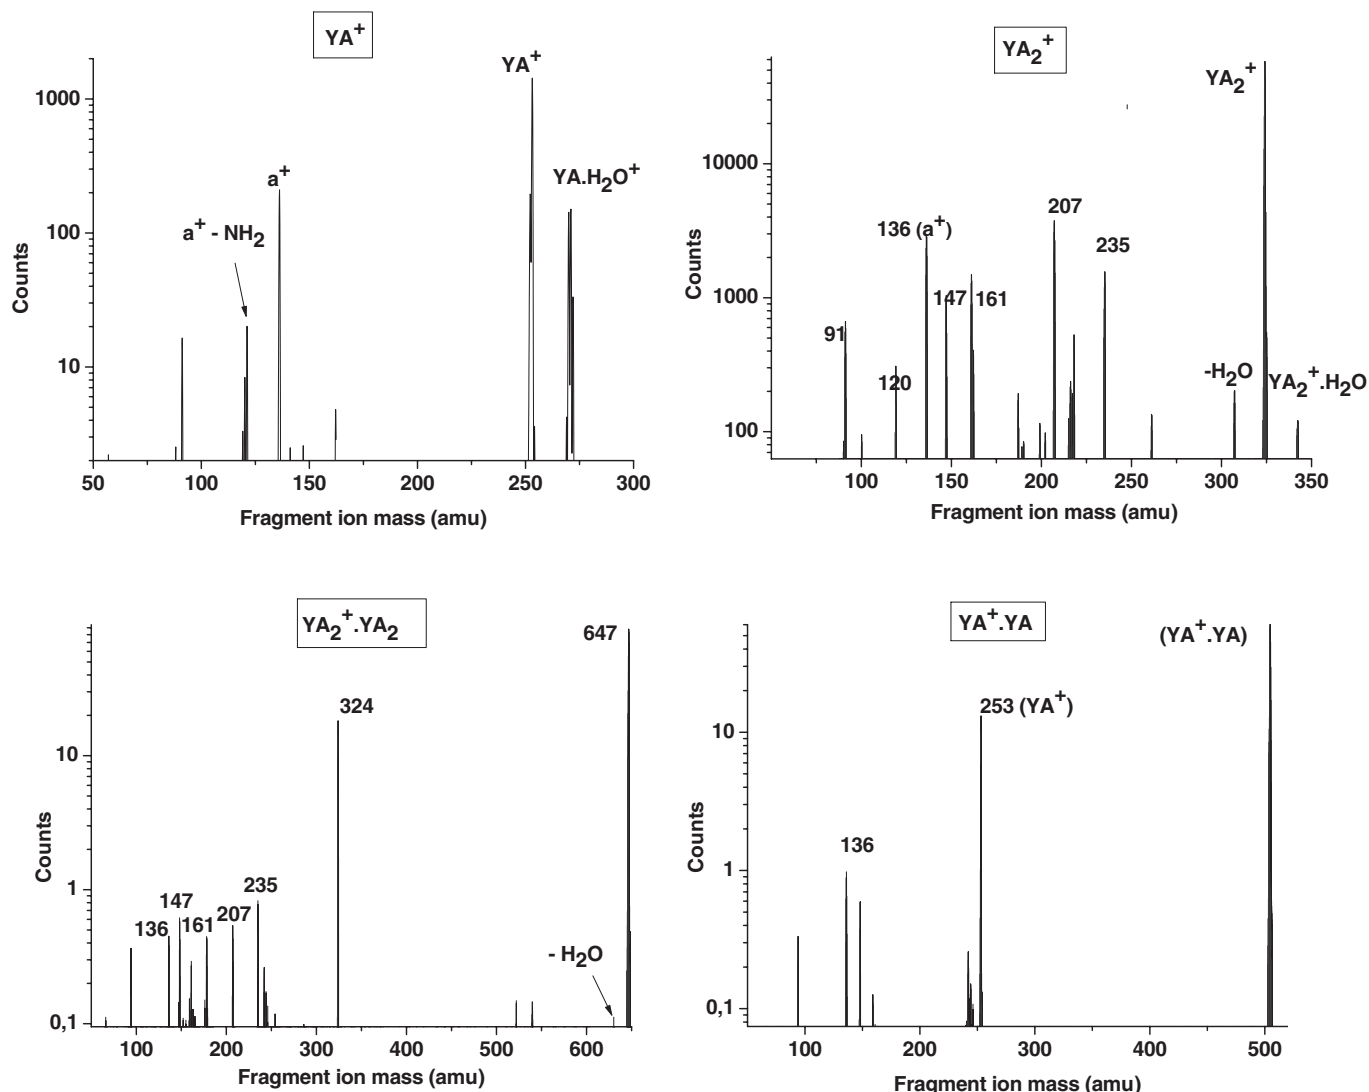 YA+
YA+
1000
a+
YA.H2O+
a+ - NH2
100
10
Counts
50 100 150 200 250 300
Fragment ion mass (amu)
YA2+
YA2+
10000
207
136 (a+)
235
147 161
1000
91
120
-H2O
YA2+.H2O
100
Counts
100 150 200 250 300 350
Fragment ion mass (amu)
YA2+.YA2
647
324
10
235
147
207
136 161
1
- H2O
0,1
Counts
100 200 300 400 500 600
Fragment ion mass (amu)
YA+.YA
(YA+.YA)
253 (YA+)
10
136
1
0,1
Counts
100 200 300 400 500
Fragment ion mass (amu)